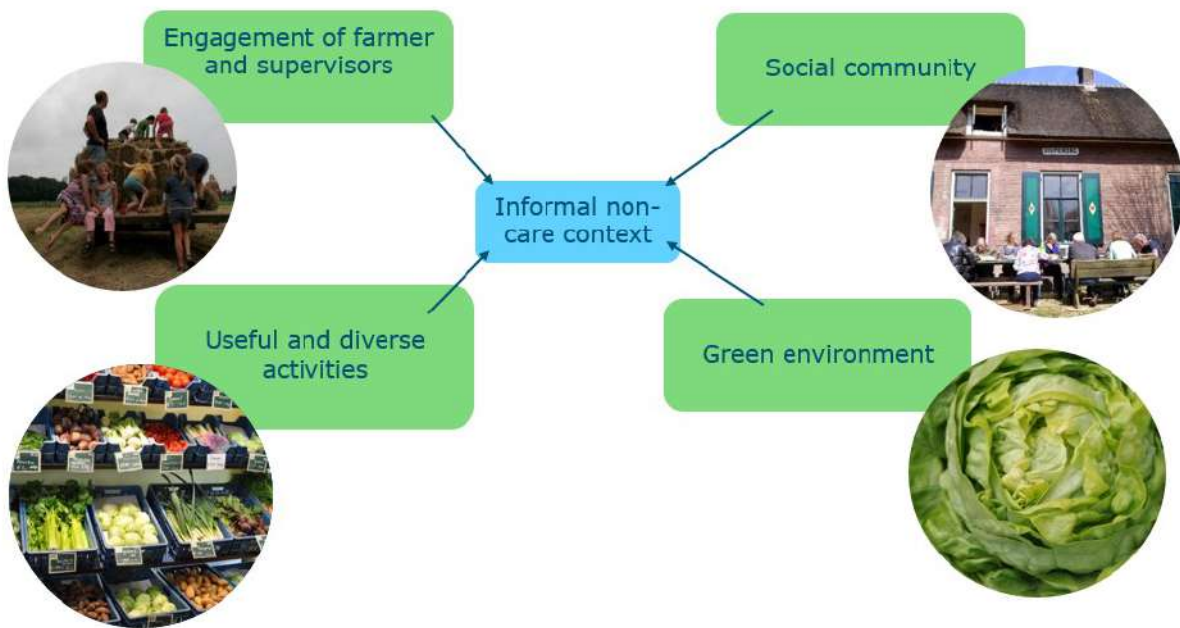 Engagement of farmer
and supervisors
Social community
Informal non-
care context
Useful and diverse
activities
Green environment